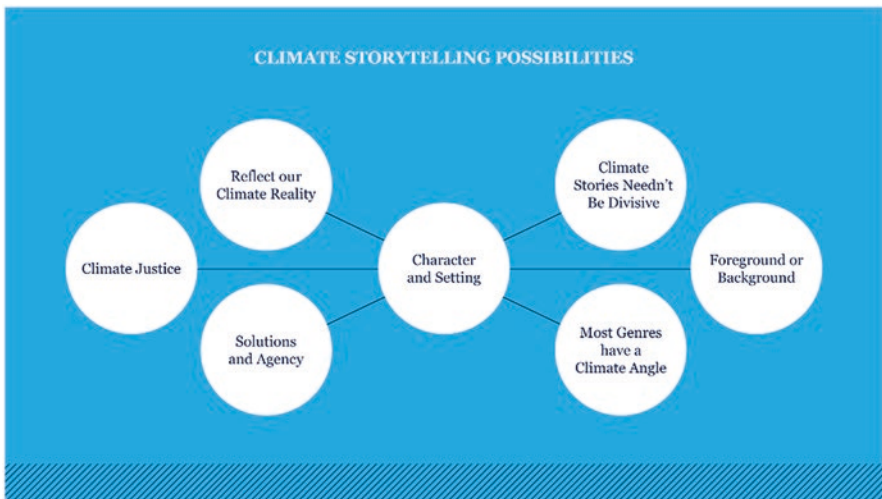 CLIMATE STORYTELLING POSSIBILITIES
Reflect our
Climate Reality
Climate
Stories Needn't
Be Divisive
Climate Justice
Character
and Setting
Foreground or
Background
Solutions
and Agency
Most Genres
have a
Climate Angle